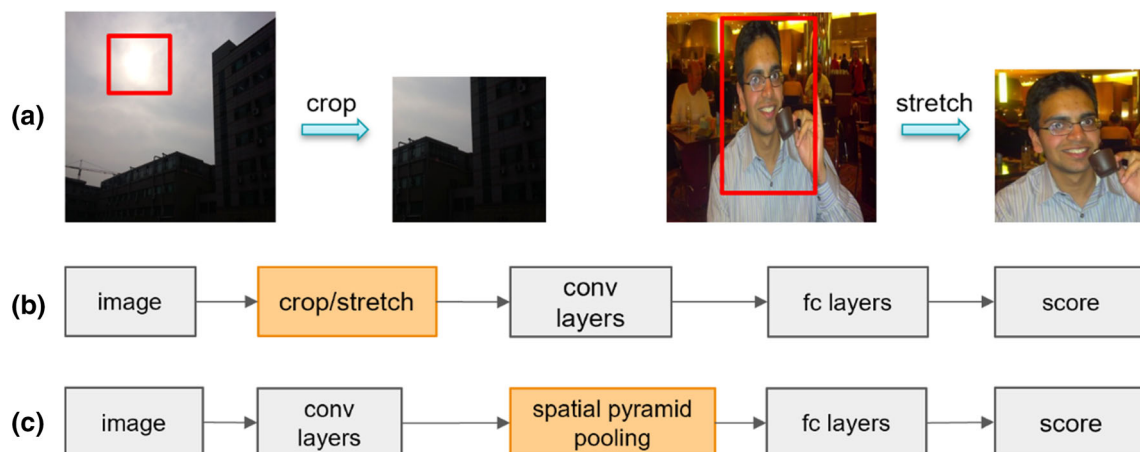 (a)
crop
stretch
(b)
image
crop/stretch
conv
layers
fc layers
score
(c)
image
conv
layers
spatial pyramid
pooling
fc layers
score